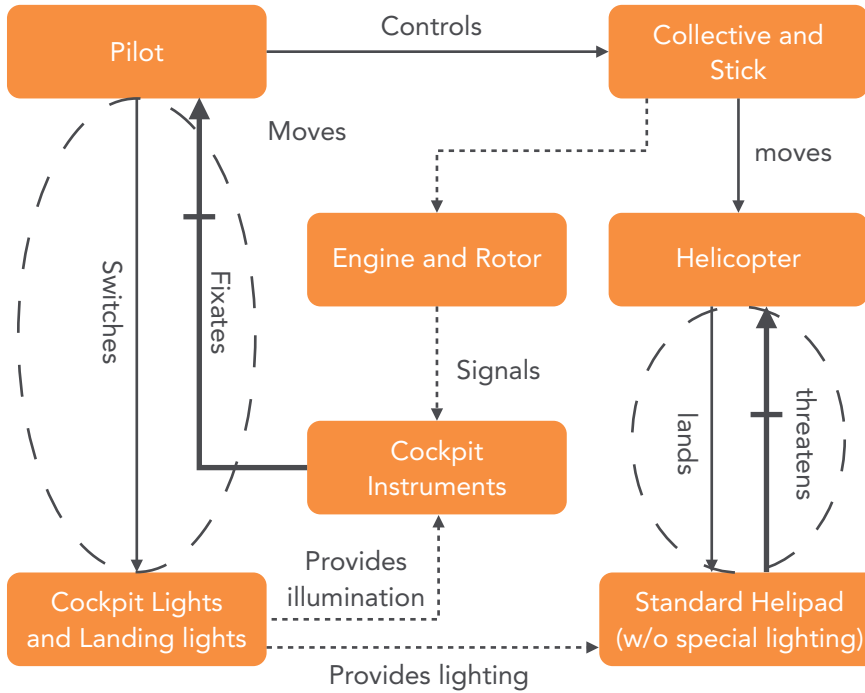 Controls
Pilot
Collective and
Stick
Moves
moves
Engine and Rotor
Helicopter
Switches
Fixates
Signals
lands
threatens
Cockpit
Instruments
Provides
illumination
Cockpit Lights
and Landing lights
Standard Helipad
(w/o special lighting)
Provides lighting